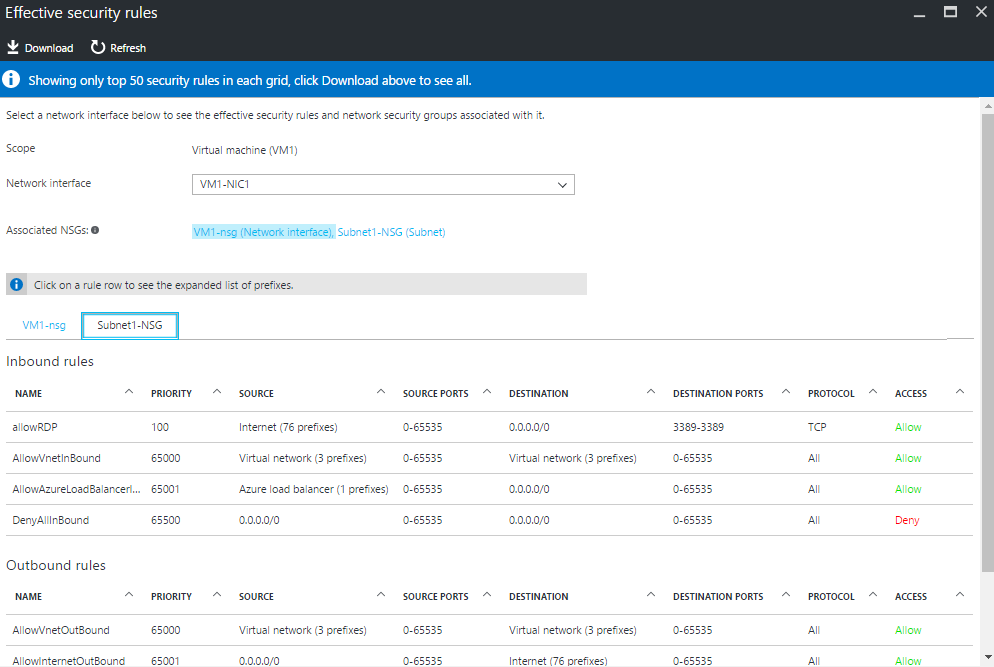 Effective security rules
Download Refresh
Showing only top 50 security rules in each grid, click Download above to see all.
Select a network interface below to see the effective security rules and network security groups associated with it.
Scope Virtual machine (VM1)
Network interface VM1-NIC1
Associated NSGs: VM1-nsg (Network interface), Subnet1-NSG (Subnet)
Click on a rule row to see the expanded list of prefixes.
VM1-nsg Subnet1-NSG
Inbound rules
NAME PRIORITY SOURCE SOURCE PORTS DESTINATION DESTINATION PORTS PROTOCOL ACCESS
allowRDP 100 Internet (76 prefixes) 0-65535 0.0.0.0/0 3389-3389 TCP Allow
AllowVnetInBound 65000 Virtual network (3 prefixes) 0-65535 Virtual network (3 prefixes) 0-65535 All Allow
AllowAzureLoadBalancerI... 65001 Azure load balancer (1 prefixes) 0-65535 0.0.0.0/0 0-65535 All Allow
DenyAllInBound 65500 0.0.0.0/0 0-65535 0.0.0.0/0 0-65535 All Deny
Outbound rules
NAME PRIORITY SOURCE SOURCE PORTS DESTINATION DESTINATION PORTS PROTOCOL ACCESS
AllowVnetOutBound 65000 Virtual network (3 prefixes) 0-65535 Virtual network (3 prefixes) 0-65535 All Allow
AllowInternetOutBound 65001 0.0.0.0/0 0-65535 Internet (76 prefixes) 0-65535 All Allow